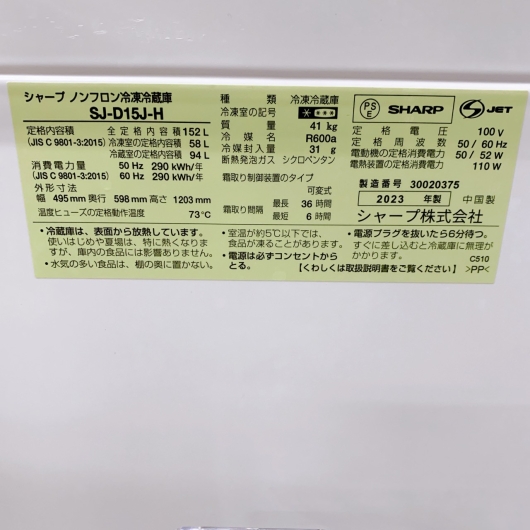 シャープ ノンフロン冷凍冷蔵庫
SJ-D15J-H
定格内容積 全定格内容積 152 L
(JIS C 9801-3:2015) 冷凍室の定格内容積 58 L
冷蔵室の定格内容積 94 L
消費電力量 50 Hz 290 kWh/年
(JIS C 9801-3:2015) 60 Hz 290 kWh/年
外形寸法
幅 495 mm 奥行 598 mm 高さ 1203 mm
温度ヒューズの定格動作温度 73℃
種類 冷凍冷蔵庫
冷凍室の記号 ＊＊＊＊
質量 41 kg
冷媒名 R600a
冷媒封入量 31 g
断熱発泡ガス シクロペンタン
霜取り制御装置のタイプ
可変式
霜取り間隔 最長 36 時間
最短 6 時間
PSE SHARP S JET
定格電圧 100 V
定格周波数 50 / 60 Hz
電動機の定格消費電力 50 / 52 W
電熱装置の定格消費電力 110 W
製造番号 30020375
2023 年製 中国製
シャープ株式会社
・冷蔵庫は、表面から放熱しています。
使いはじめや夏場は、特に熱くなりま
すが、庫内の食品には影響ありません。
・水気の多い食品は、棚の奥に置かない。
・室温が約5℃以下では、
食品が凍ることがあります。
・電源は必ずコンセントから
とる。
・電源プラグを抜いたら6分待つ。
すぐに差し込むと冷蔵庫に無理が
かかります。 C510
【くわしくは取扱説明書をご覧ください】 >PP<